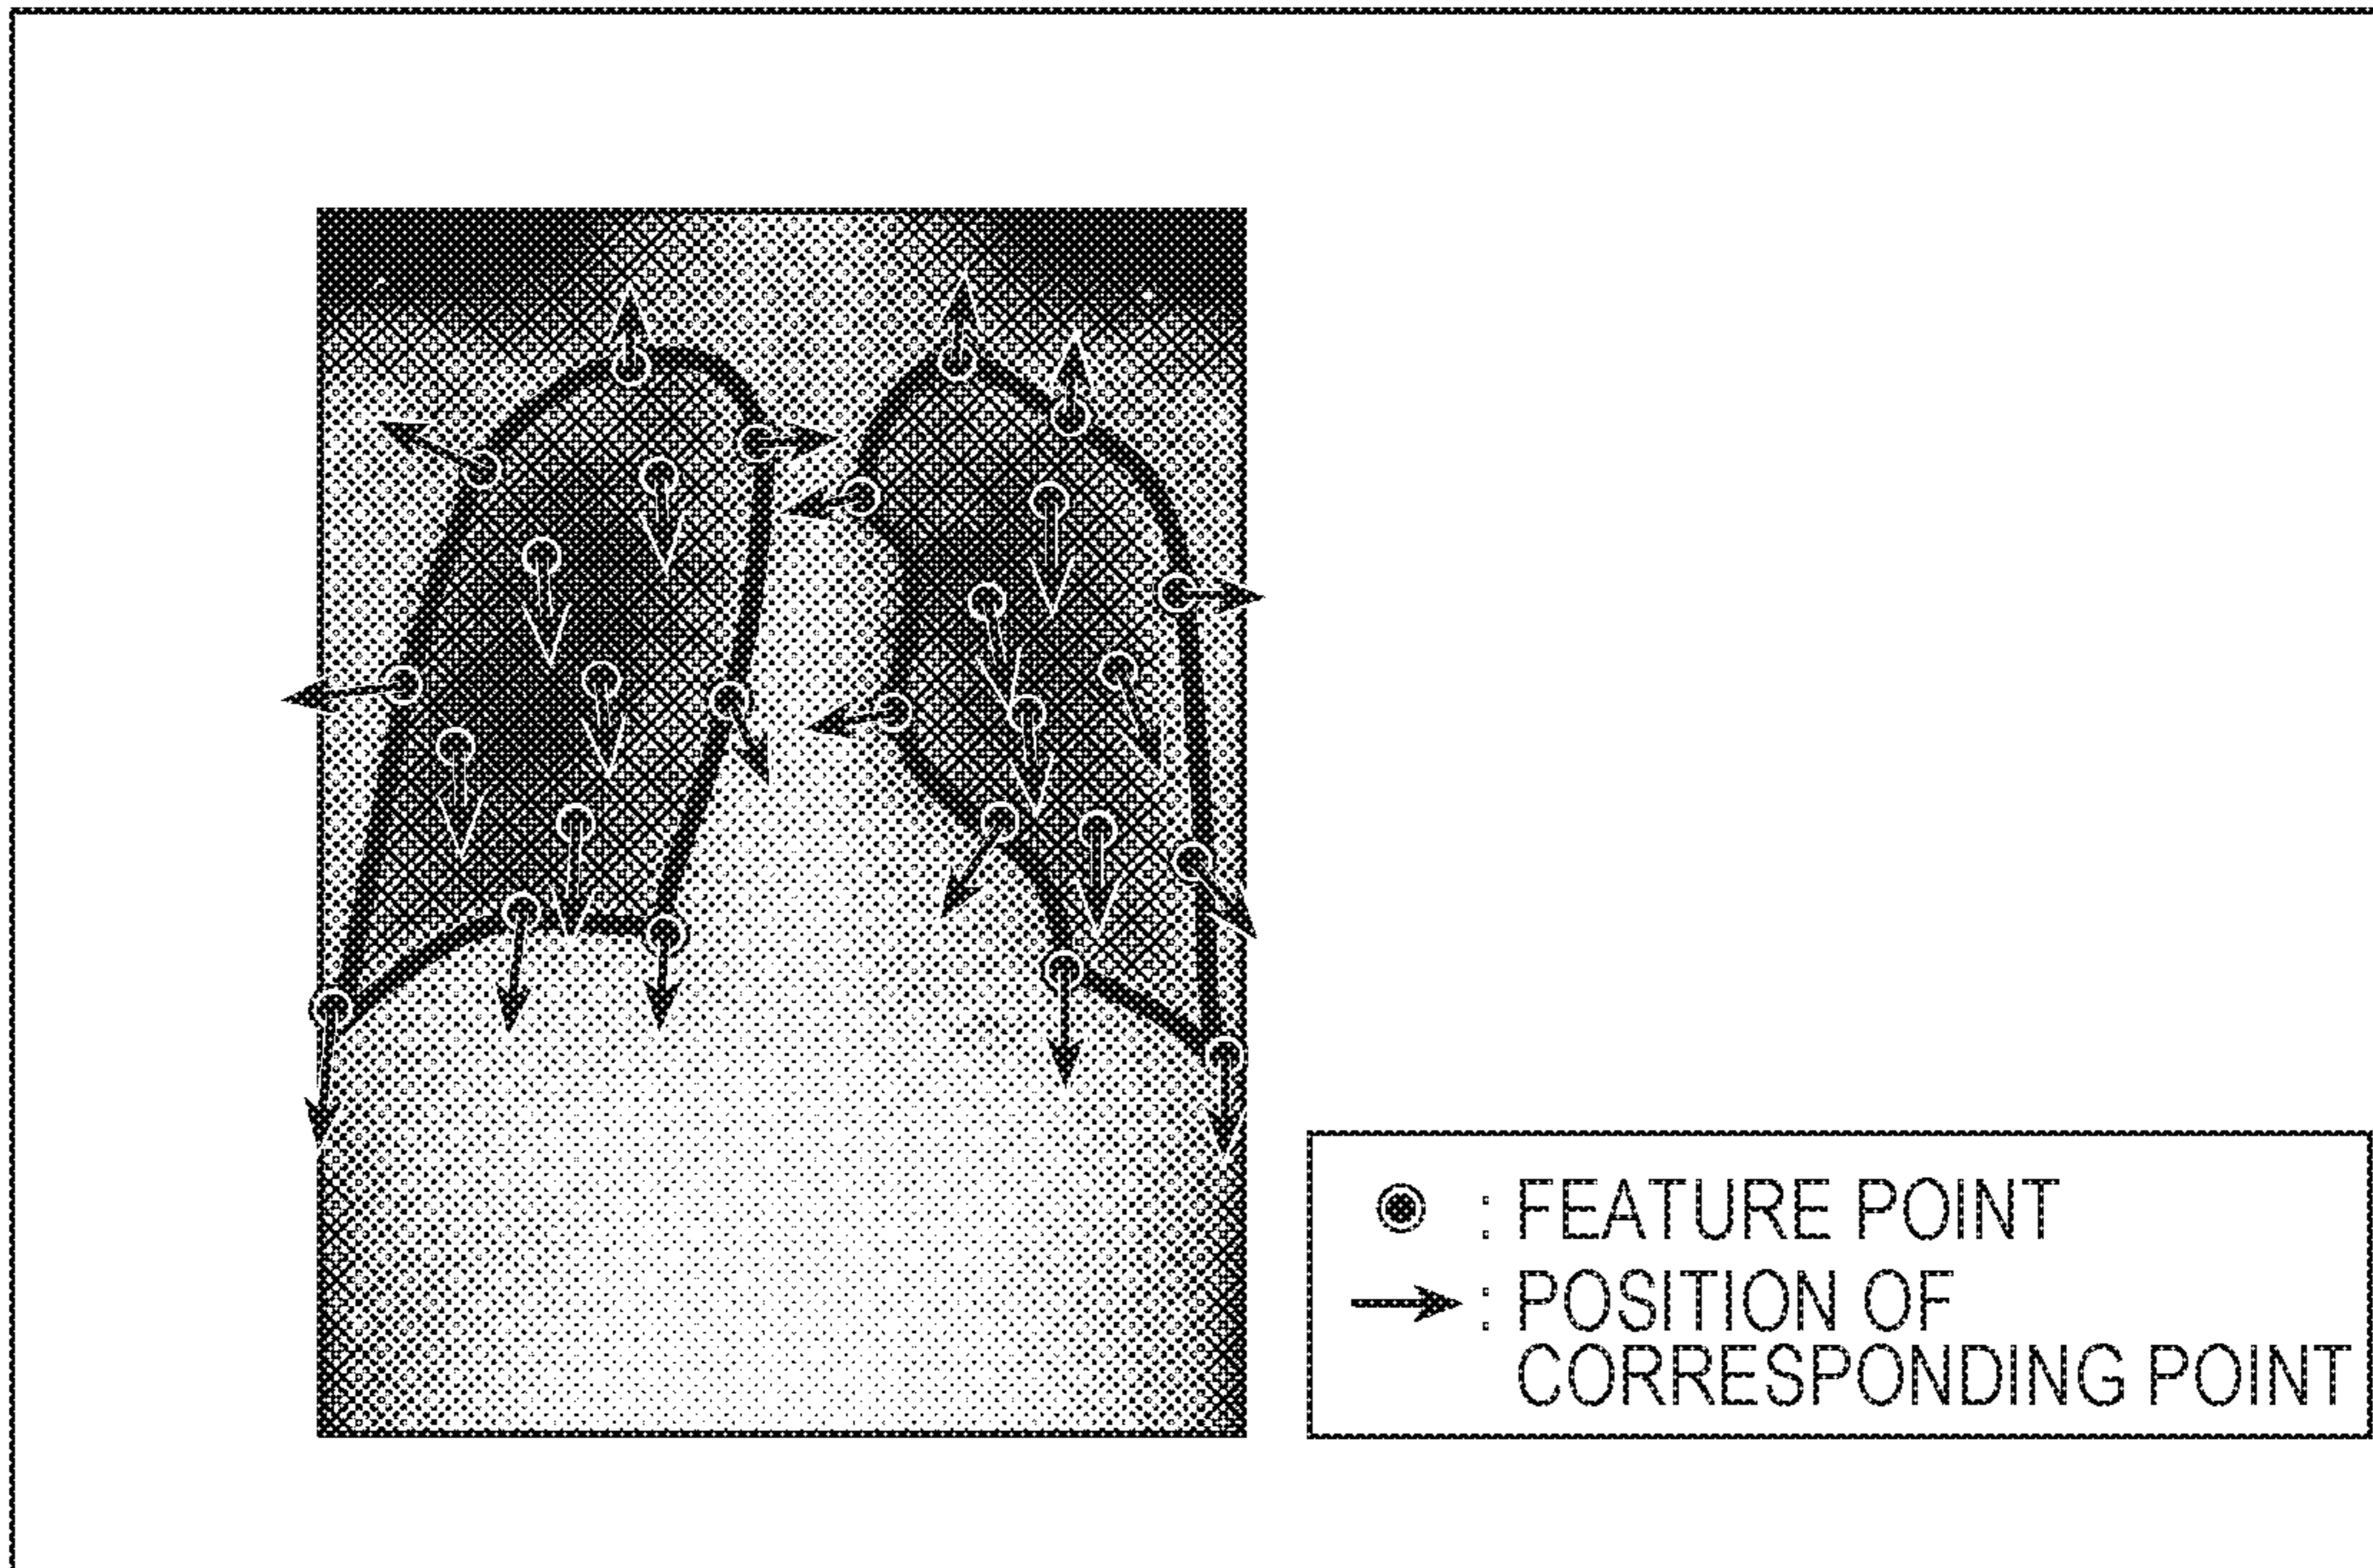 : FEATURE POINT
: POSITION OF
CORRESPONDING POINT